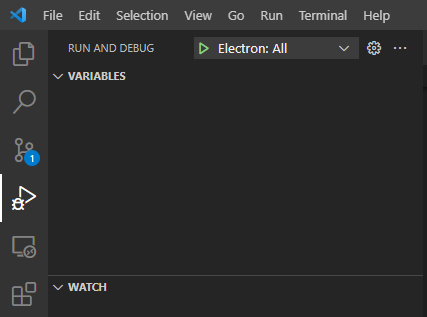 File Edit Selection View Go Run Terminal Help
RUN AND DEBUG Electron: All
VARIABLES
1
WATCH